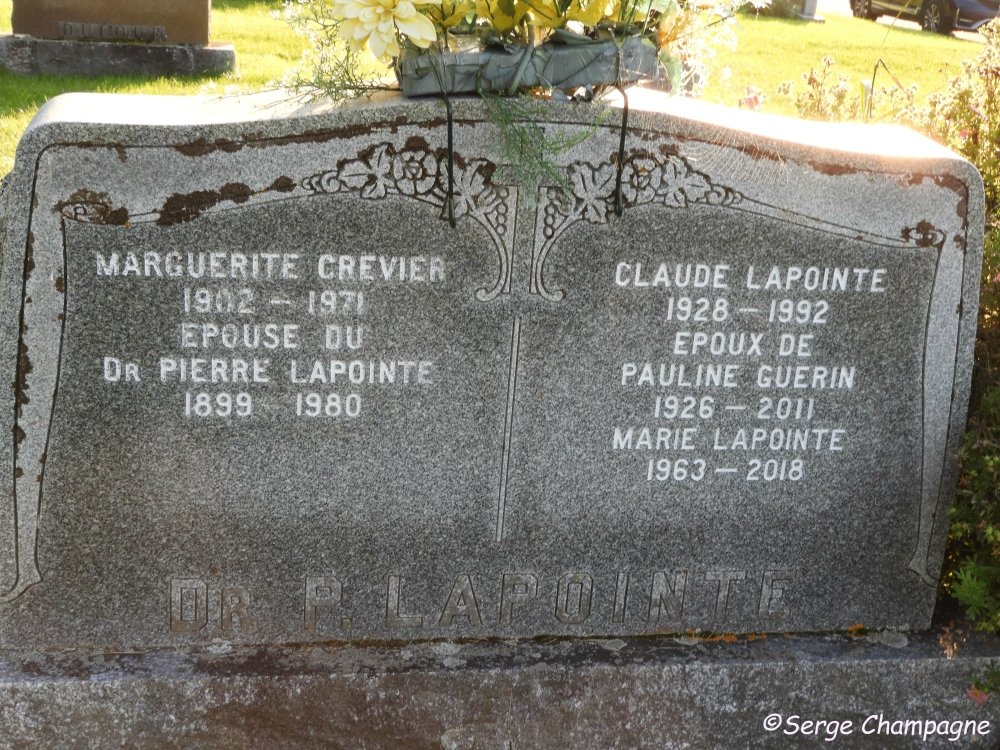 MARGUERITE CREVIER
1902 - 1971
EPOUSE DU
DR PIERRE LAPOINTE
1899 - 1980
CLAUDE LAPOINTE
1928 - 1992
EPOUX DE
PAULINE GUERIN
1926 - 2011
MARIE LAPOINTE
1963 - 2018
DR P. LAPOINTE
©Serge Champagne